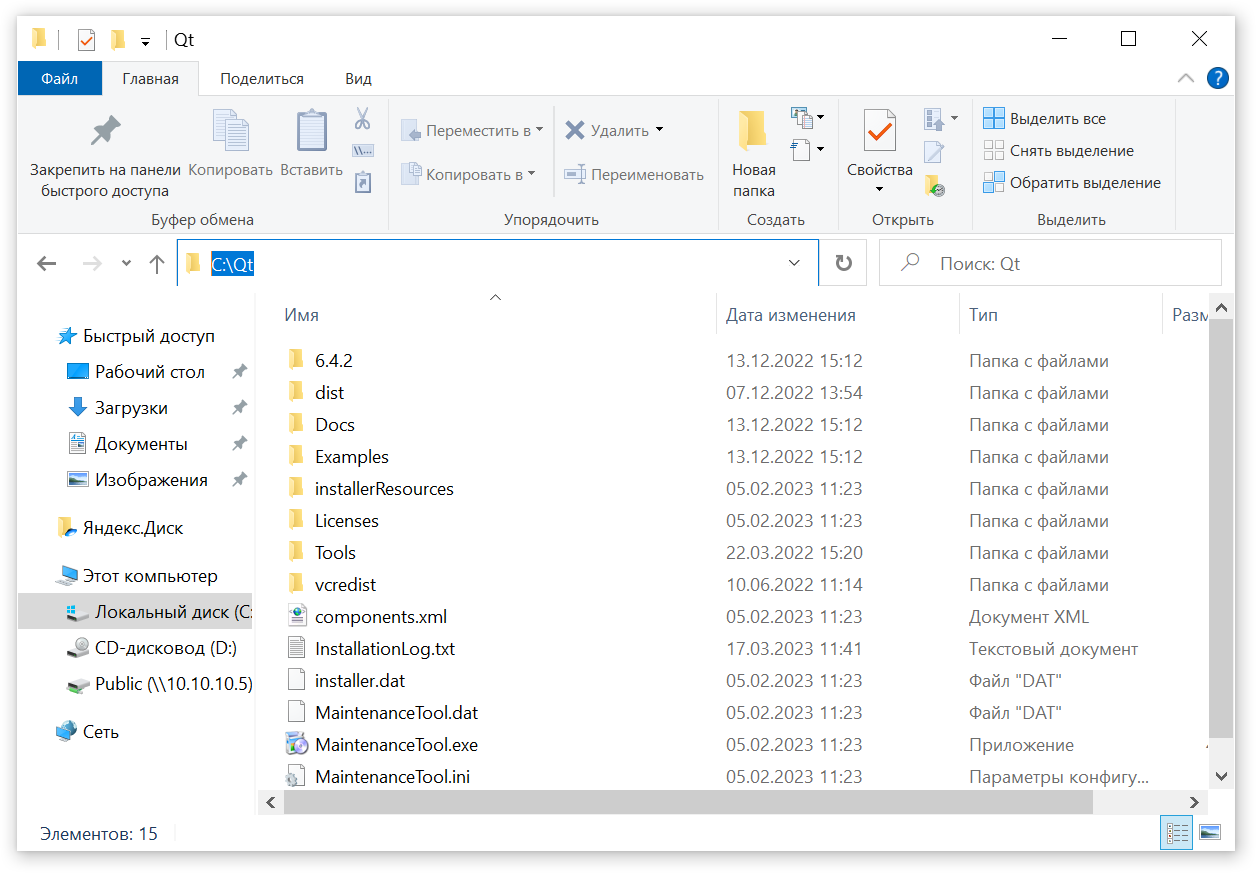 Qt
Файл Главная Поделиться Вид
Закрепить на панели быстрого доступа
Копировать
Вставить
Буфер обмена
Переместить в
Копировать в
Удалить
Переименовать
Упорядочить
Новая папка
Создать
Свойства
Открыть
Выделить все
Снять выделение
Обратить выделение
Выделить
C:\Qt
Поиск: Qt
Быстрый доступ
Рабочий стол
Загрузки
Документы
Изображения
Яндекс.Диск
Этот компьютер
Локальный диск (C:
CD-дисковод (D:)
Public (\\10.10.10.5)
Сеть
Имя Дата изменения Тип Разм
6.4.2 13.12.2022 15:12 Папка с файлами
dist 07.12.2022 13:54 Папка с файлами
Docs 13.12.2022 15:12 Папка с файлами
Examples 13.12.2022 15:12 Папка с файлами
installerResources 05.02.2023 11:23 Папка с файлами
Licenses 05.02.2023 11:23 Папка с файлами
Tools 22.03.2022 15:20 Папка с файлами
vcredist 10.06.2022 11:14 Папка с файлами
components.xml 05.02.2023 11:23 Документ XML
InstallationLog.txt 17.03.2023 11:41 Текстовый документ
installer.dat 05.02.2023 11:23 Файл "DAT"
MaintenanceTool.dat 05.02.2023 11:23 Файл "DAT"
MaintenanceTool.exe 05.02.2023 11:23 Приложение
MaintenanceTool.ini 05.02.2023 11:23 Параметры конфигу...
Элементов: 15